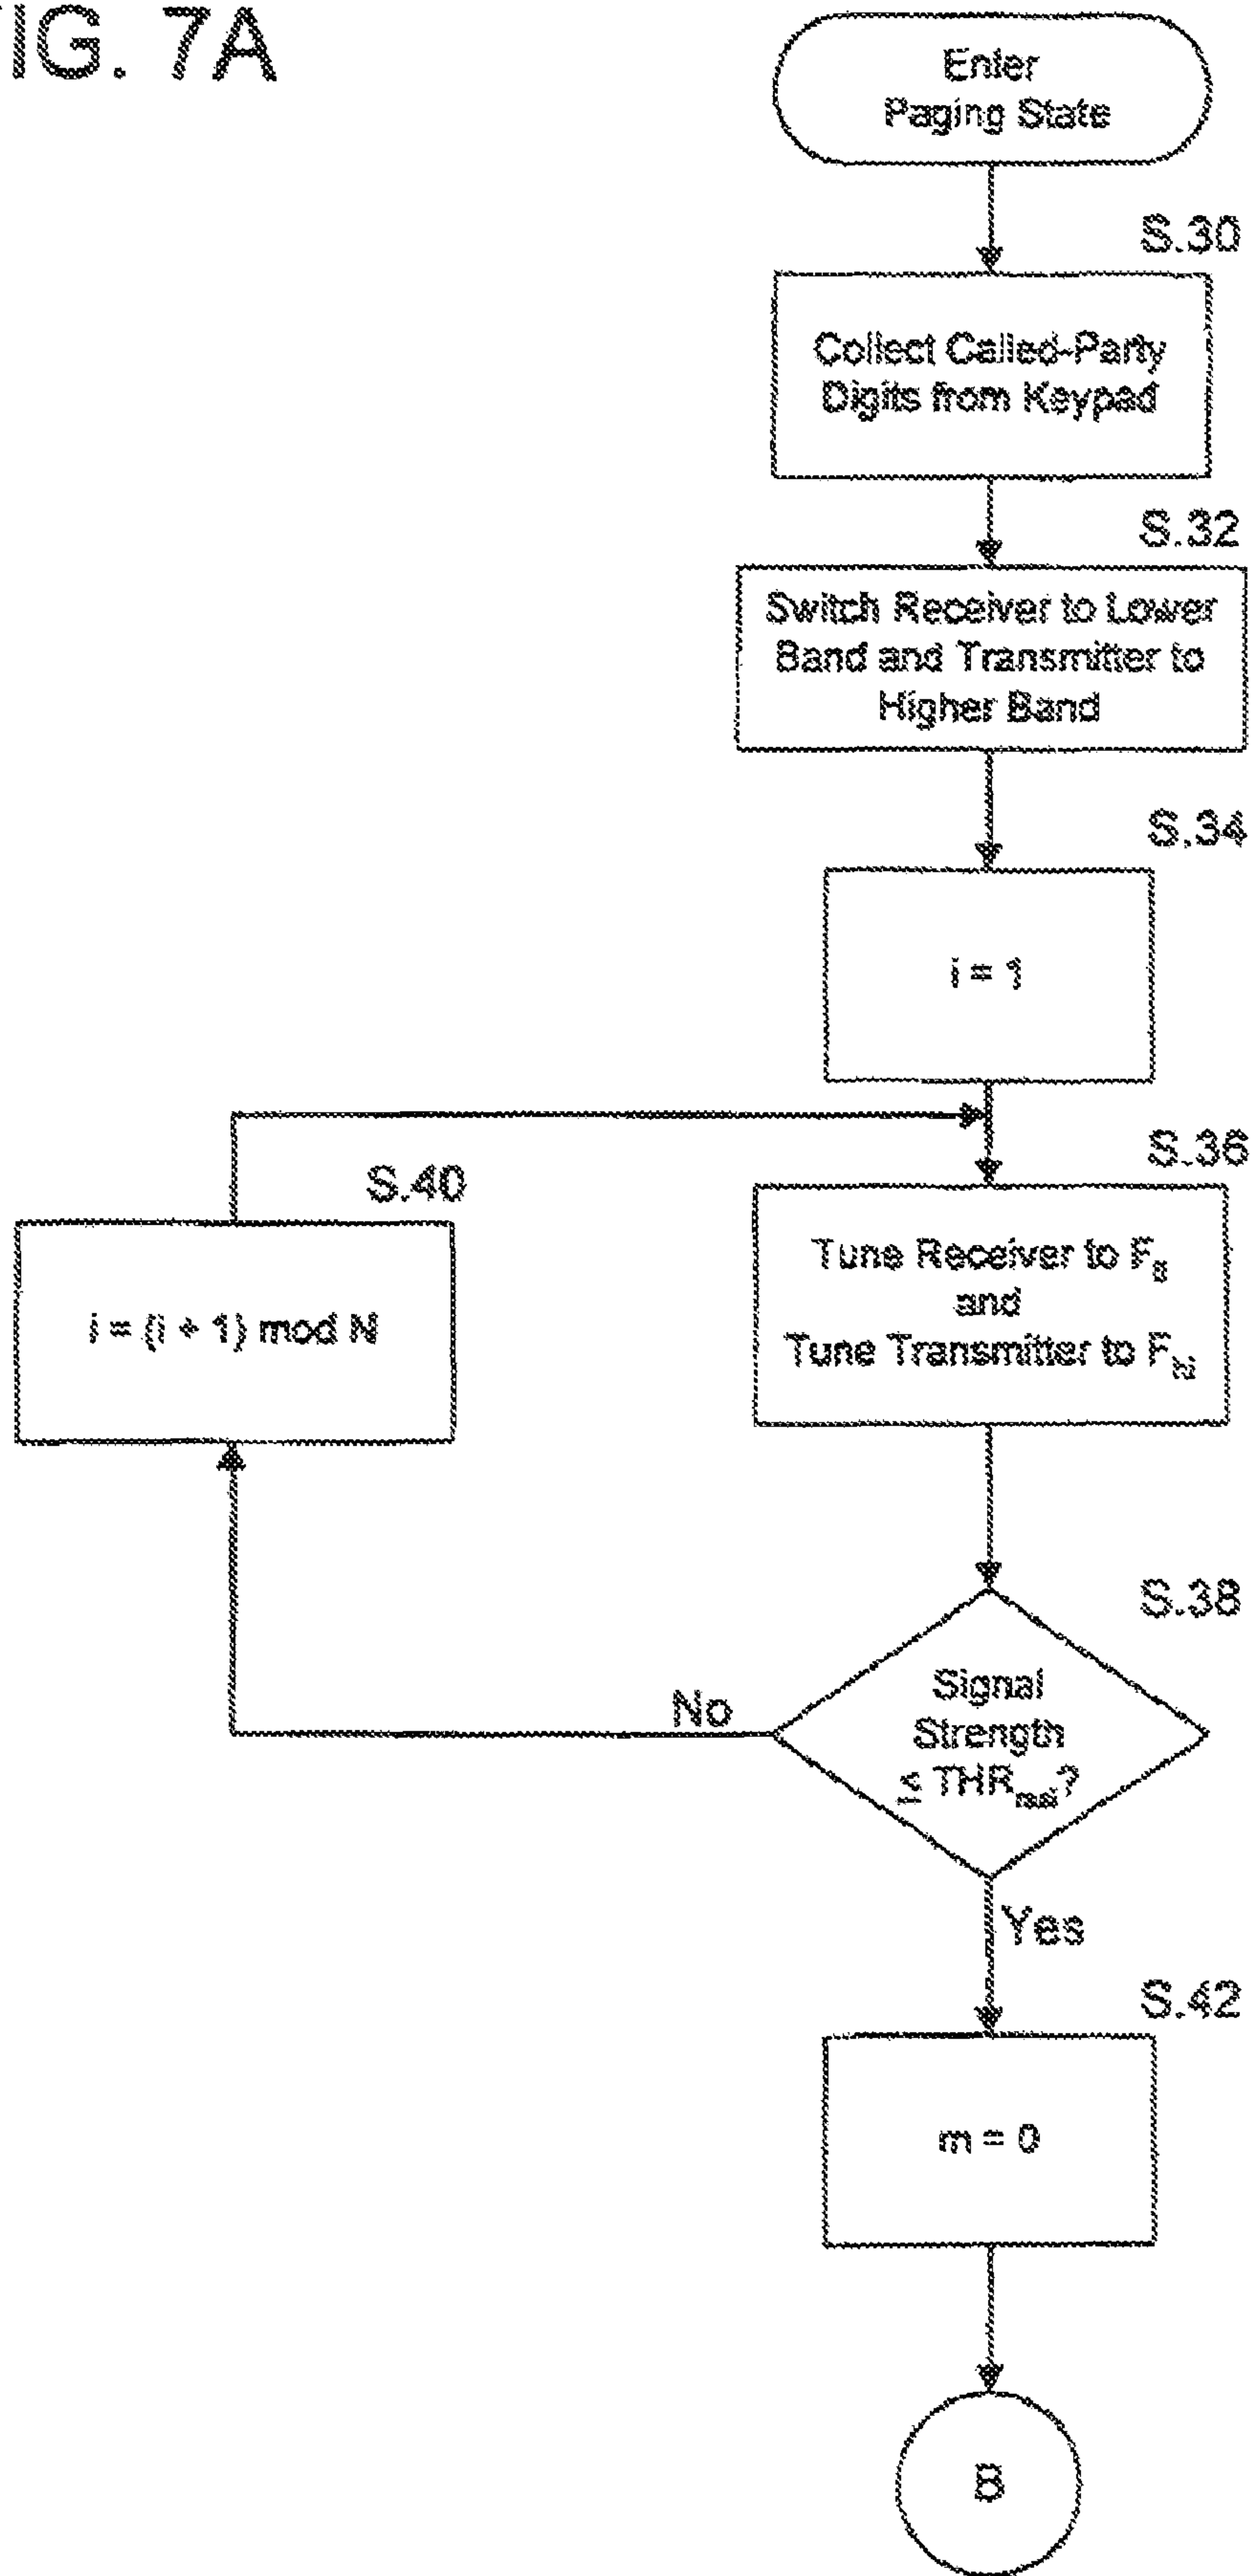 FIG. 7A
Enter
Paging State
S.30
Collect Called-Party
Digits from Keypad
S.32
Switch Receiver to Lower
Band and Transmitter to
Higher Band
S.34
i = 1
S.36
S.40
Tune Receiver to F
and
Tune Transmitter to F
i = (i + 1) mod N
S.38
Signal
Strength
≤ THR
?
No
Yes
S.42
m = 0
B